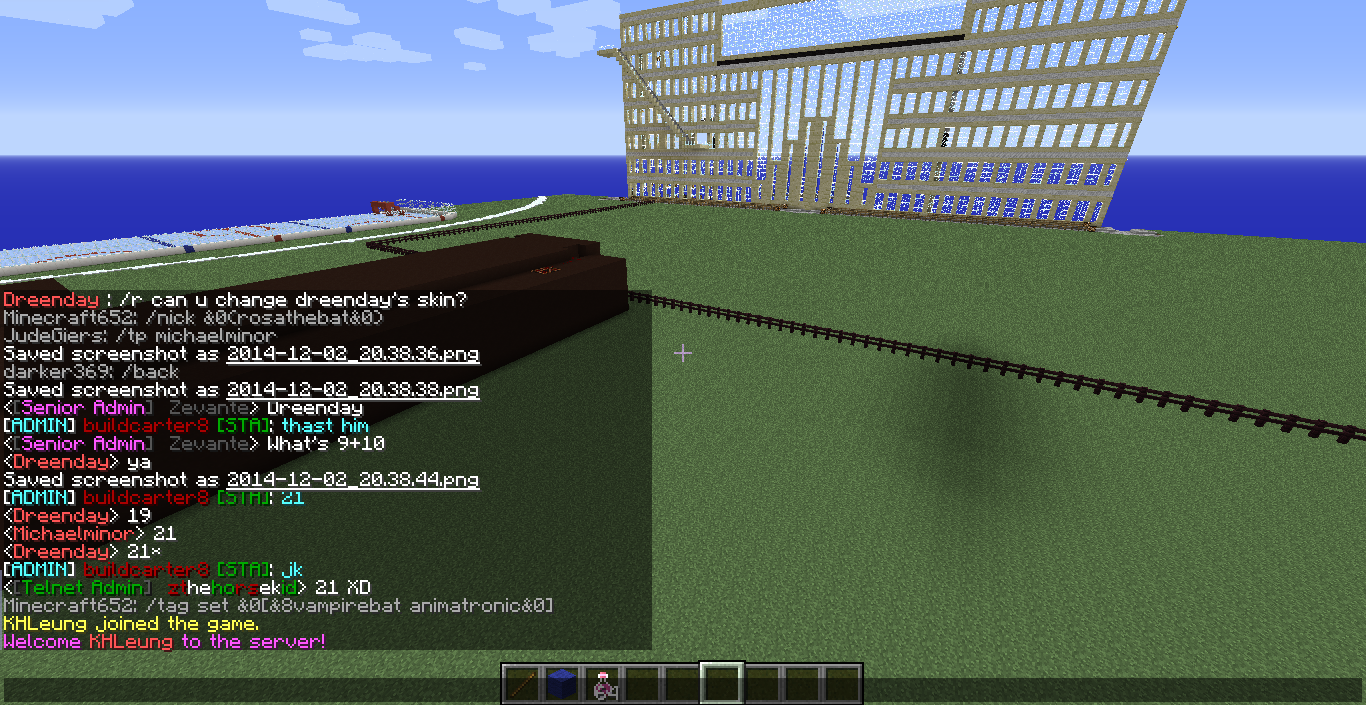 Dreenday : /r can u change dreenday's skin?
Minecraft652: /nick &0(rosathebat&0)
JudeGiers: /tp michaelminor
Saved screenshot as 2014-12-02_20.38.36.png
darker369: /back
Saved screenshot as 2014-12-02_20.38.38.png
<[Senior Admin] Zevante> Dreenday
[ADMIN] buildcarter8 [STA]: thast him
<[Senior Admin] Zevante> What's 9+10
<Dreenday> ya
Saved screenshot as 2014-12-02_20.38.44.png
[ADMIN] buildcarter8 [STA]: 21
<Dreenday> 19
<Michaelminor> 21
<Dreenday> 21*
[ADMIN] buildcarter8 [STA]: jk
<[Telnet Admin] zthehorsekid> 21 XD
Minecraft652: /tag set &0[&8vampirebat animatronic&0]
KHLeung joined the game.
Welcome KHLeung to the server!
64